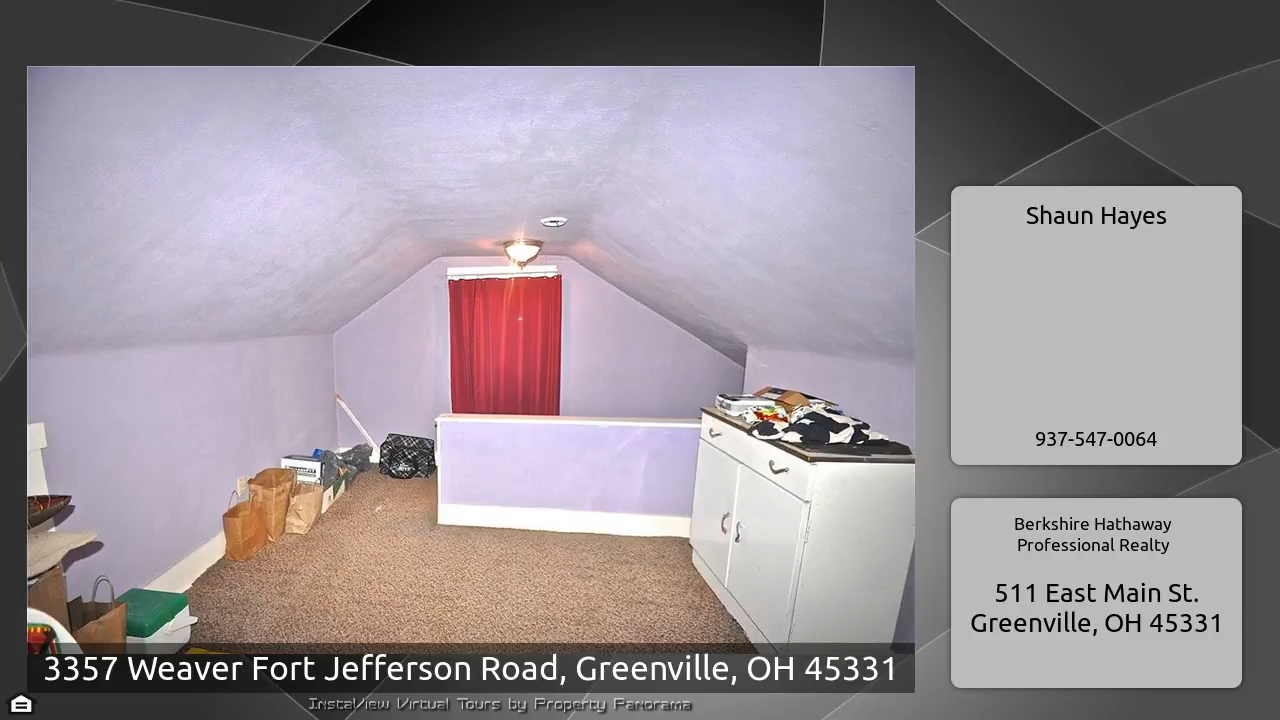 Shaun Hayes
937-547-0064
Berkshire Hathaway
Professional Realty
511 East Main St.
Greenville, OH 45331
3357 Weaver Fort Jefferson Road, Greenville, OH 45331
InstaView Virtual Tours by Property Panorama